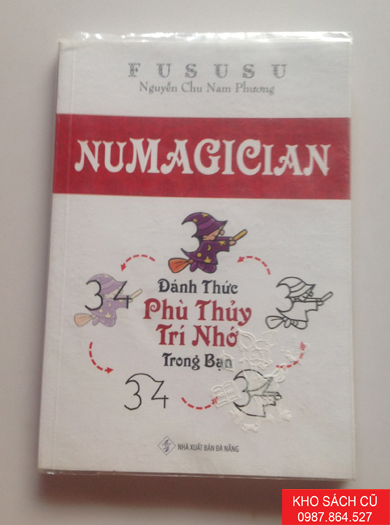 FUSUSU
Nguyễn Chu Nam Phương
NUMAGICIAN
34
Đánh Thức
Phù Thủy
Trí Nhớ
Trong Bạn
34
34
NHÀ XUẤT BẢN ĐÀ NẴNG
KHO SÁCH CŨ
0987.864.527